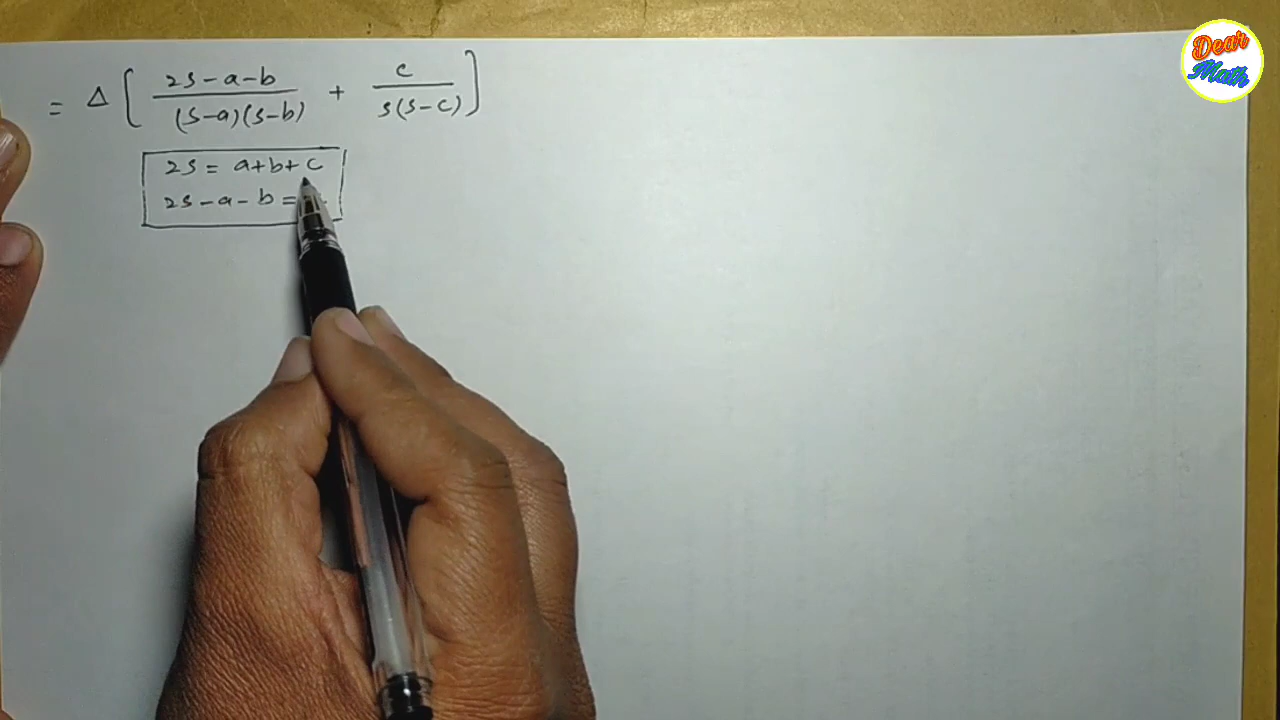 = Δ [ (2s-a-b)/((s-a)(s-b)) + c/(s(s-c)) ]
2s = a+b+c
2s-a-b =
Dear
Math